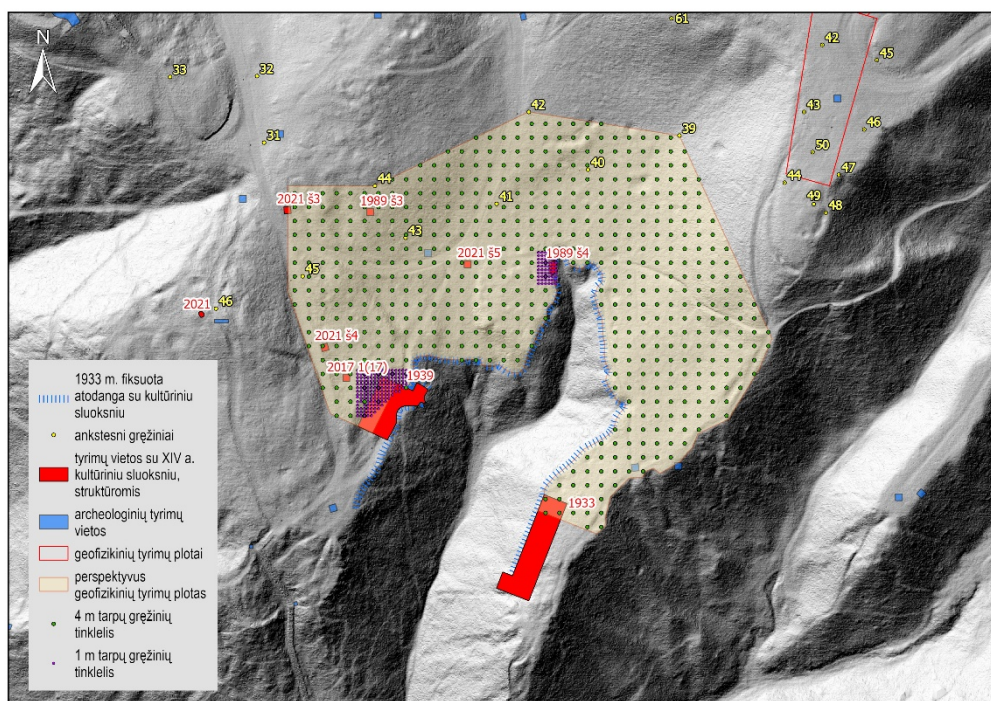 61
42
45
33
32
N
42
43
46
31
39
50
40
47
44
44
2021 š3
1989 š3
41
49
48
43
2021 š5
1989 š4
45
2021
46
2021 š4
2017 1(17)
1939
1933
1933 m. fiksuota
atodanga su kultūriniu
sluoksniu
ankstesni gręžiniai
tyrimų vietos su XIV a.
kultūriniu sluoksniu,
struktūromis
archeologinių tyrimų
vietos
geofizikinių tyrimų plotai
perspektyvus
geofizikinių tyrimų plotas
4 m tarpų gręžinių
tinklelis
1 m tarpų gręžinių
tinklelis